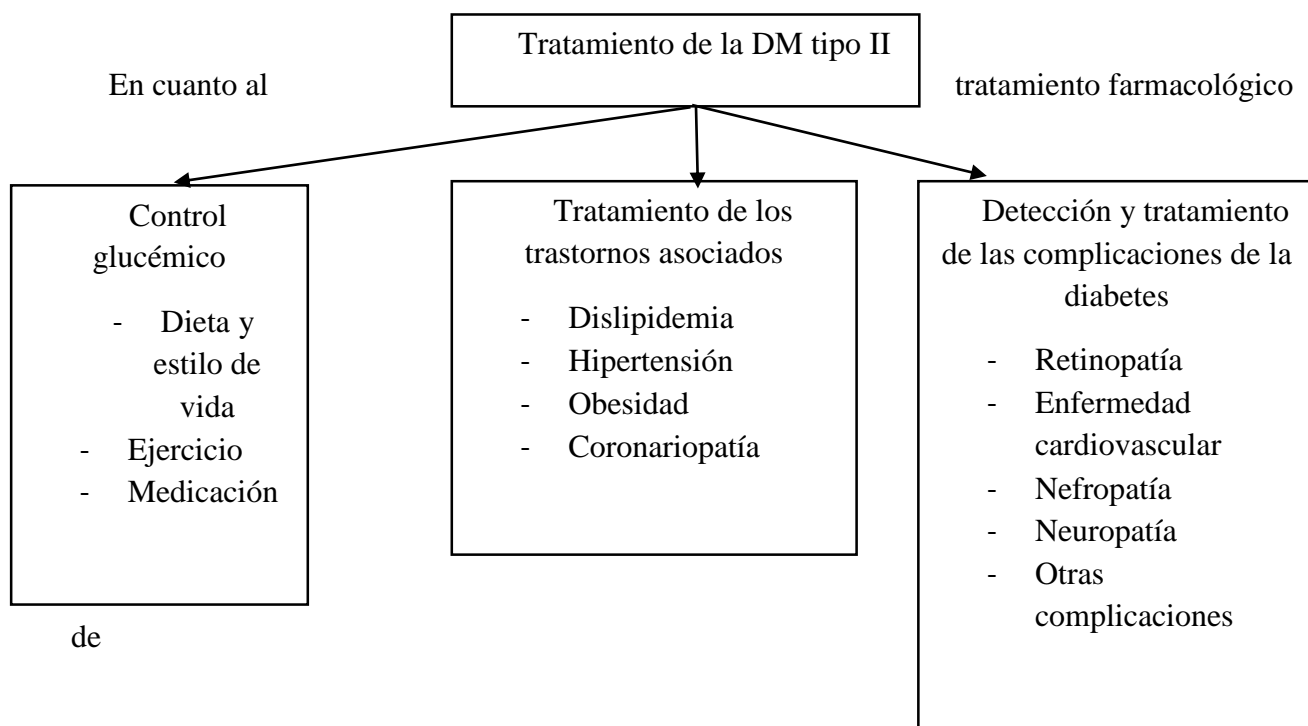 Tratamiento de la DM tipo II
En cuanto al
tratamiento farmacológico
Control
glucémico
- Dieta y
estilo de
vida
- Ejercicio
- Medicación
Tratamiento de los
trastornos asociados
- Dislipidemia
- Hipertensión
- Obesidad
- Coronariopatía
Detección y tratamiento
de las complicaciones de la
diabetes
- Retinopatía
- Enfermedad
cardiovascular
- Nefropatía
- Neuropatía
- Otras
complicaciones
de